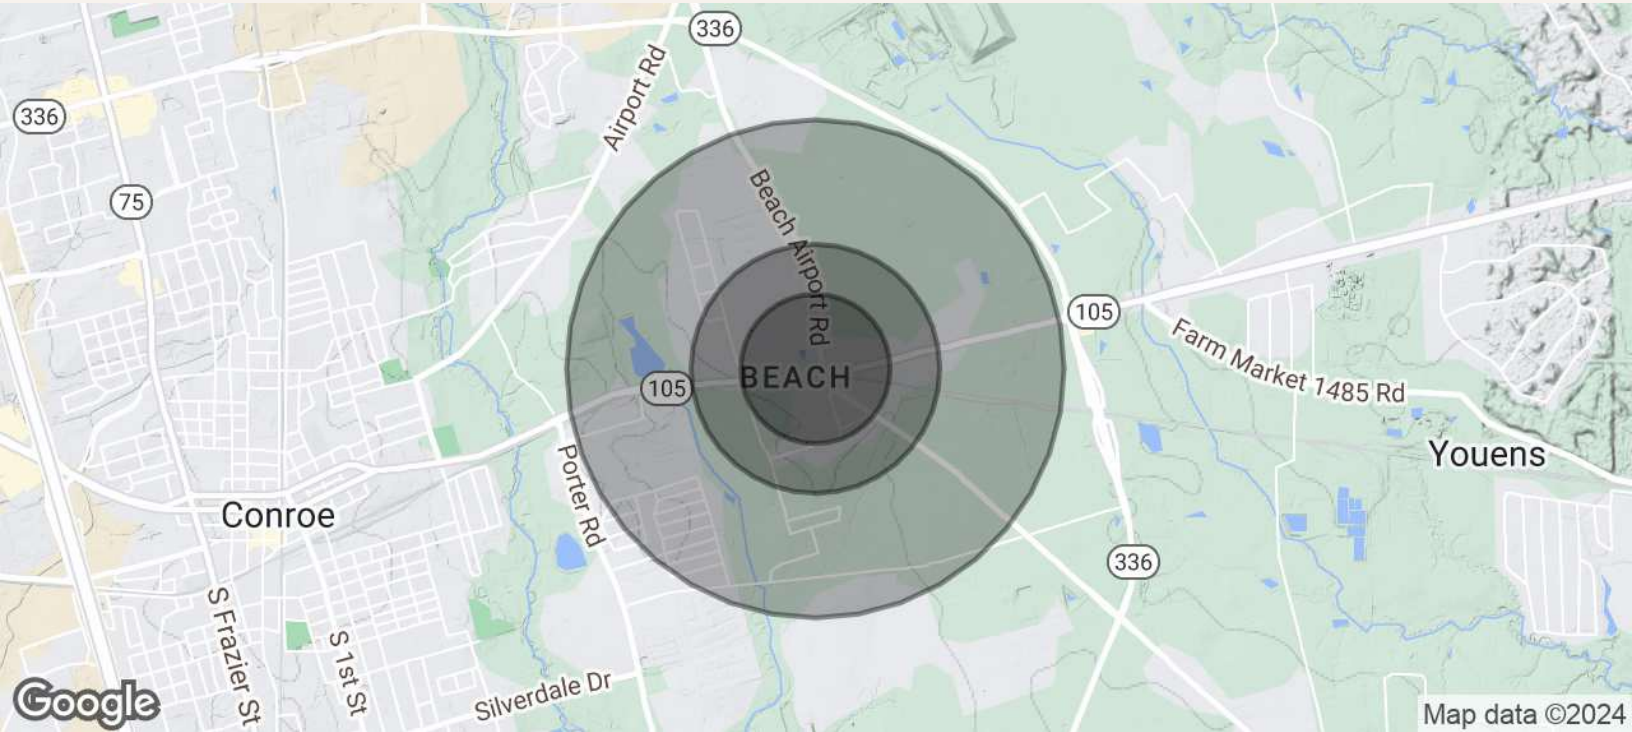 336
Airport Rd
336
75
Beach Airport Rd
105
Farm Market 1485 Rd
BEACH
105
Youens
Porter Rd
Conroe
336
S Frazier St
S 1st St
Silverdale Dr
Google
Map data ©2024